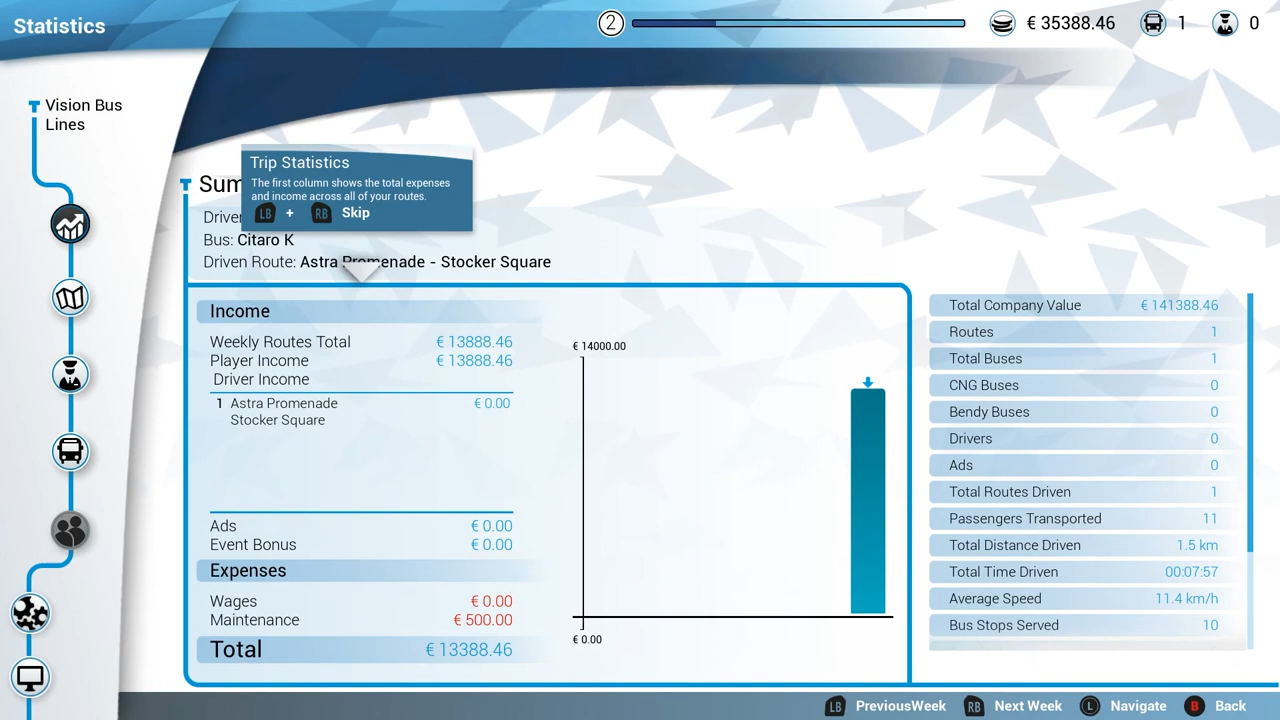 Statistics
2
€ 35388.46
1
0
Vision Bus
Lines
Trip Statistics
The first column shows the total expenses
and income across all of your routes.
LB + RB Skip
Sum
Driver
Bus: Citaro K
Driven Route: Astra Promenade - Stocker Square
Income
Weekly Routes Total € 13888.46
Player Income € 13888.46
Driver Income
1 Astra Promenade € 0.00
Stocker Square
Ads € 0.00
Event Bonus € 0.00
Expenses
Wages € 0.00
Maintenance € 500.00
Total € 13388.46
€ 14000.00
€ 0.00
Total Company Value € 141388.46
Routes 1
Total Buses 1
CNG Buses 0
Bendy Buses 0
Drivers 0
Ads 0
Total Routes Driven 1
Passengers Transported 11
Total Distance Driven 1.5 km
Total Time Driven 00:07:57
Average Speed 11.4 km/h
Bus Stops Served 10
LB PreviousWeek RB Next Week L Navigate B Back